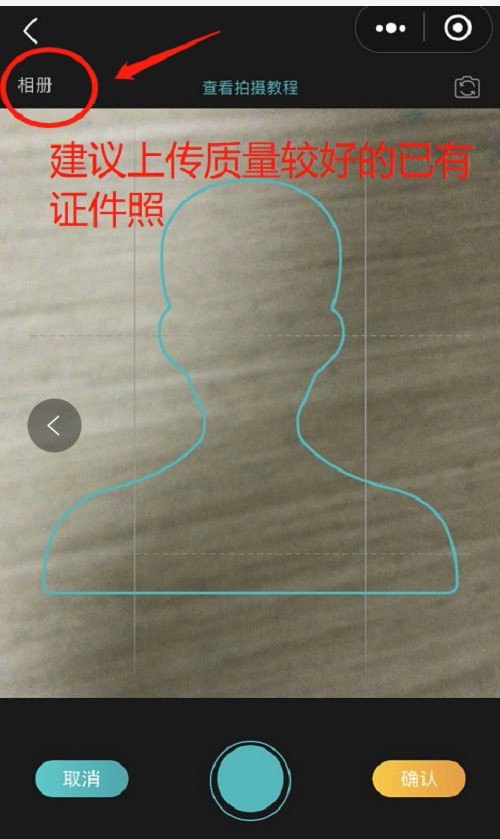 相册
查看拍摄教程
建议上传质量较好的已有
证件照
取消
确认